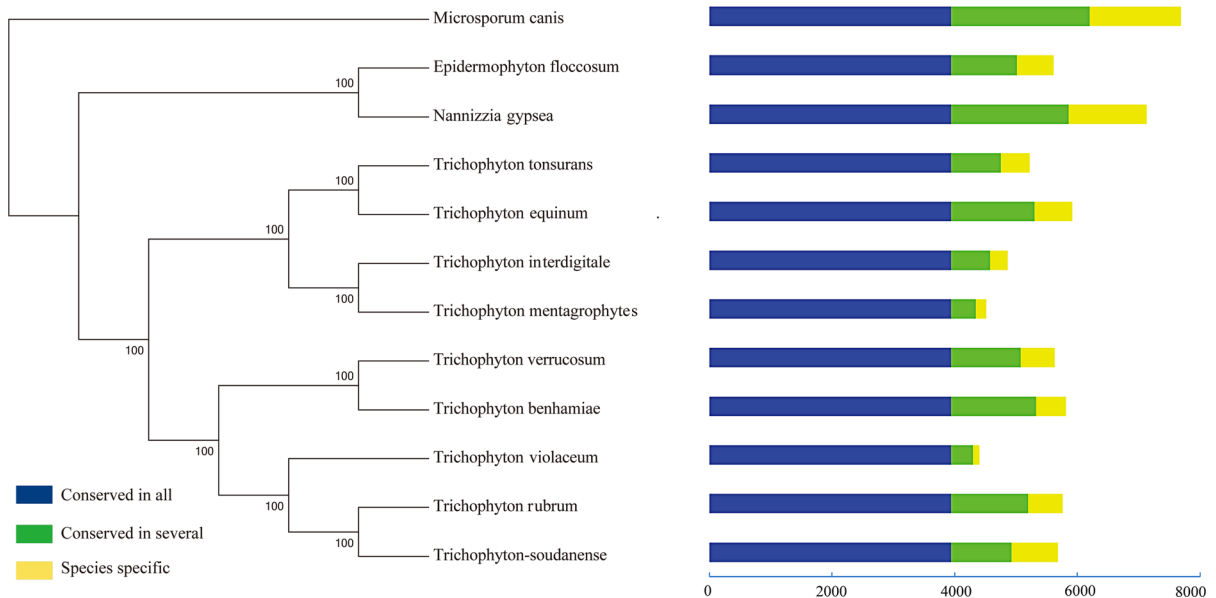 Microsporum canis
100
Epidermophyton floccosum
Nannizzia gypsea
Trichophyton tonsurans
100
Trichophyton equinum
100
Trichophyton interdigitale
100
Trichophyton mentagrophytes
100
Trichophyton verrucosum
100
Trichophyton benhamiae
100
Trichophyton violaceum
100
Trichophyton rubrum
100
Trichophyton-soudanense
Conserved in all
Conserved in several
Species specific
0 2000 4000 6000 8000